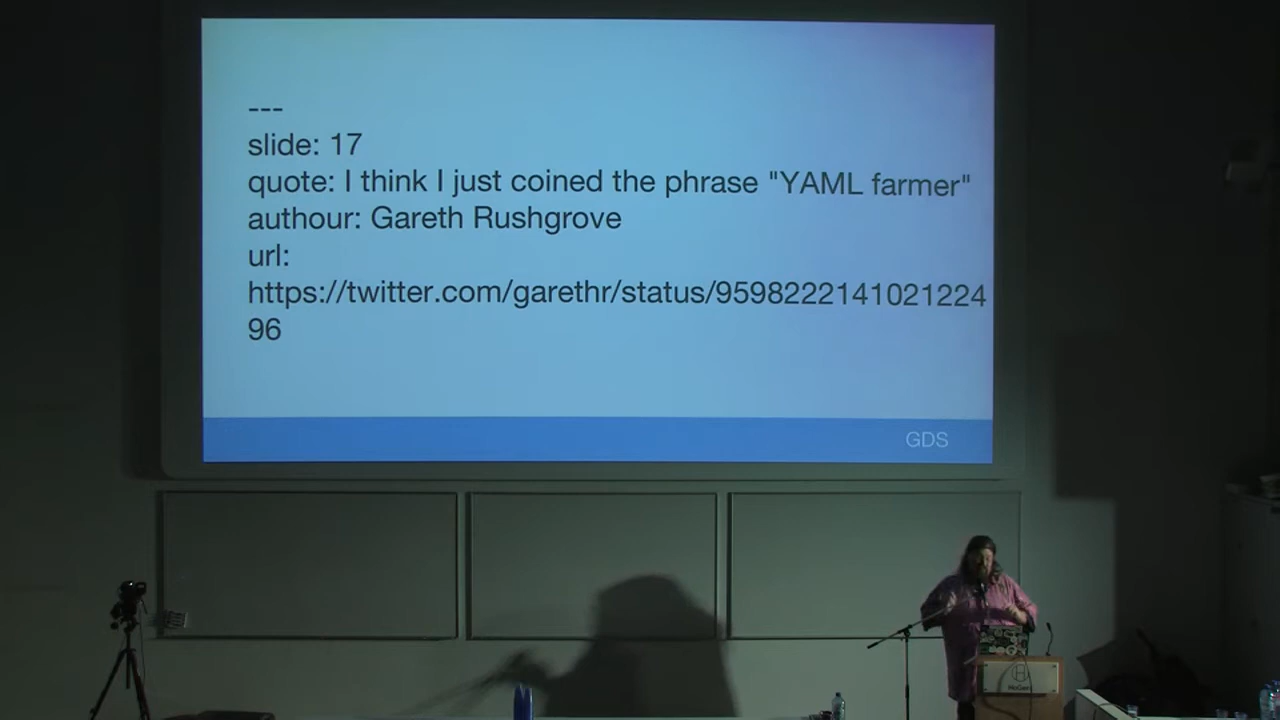 ---
slide: 17
quote: I think I just coined the phrase "YAML farmer"
authour: Gareth Rushgrove
url:
https://twitter.com/garethr/status/9598222141021224
96
GDS
HoGent